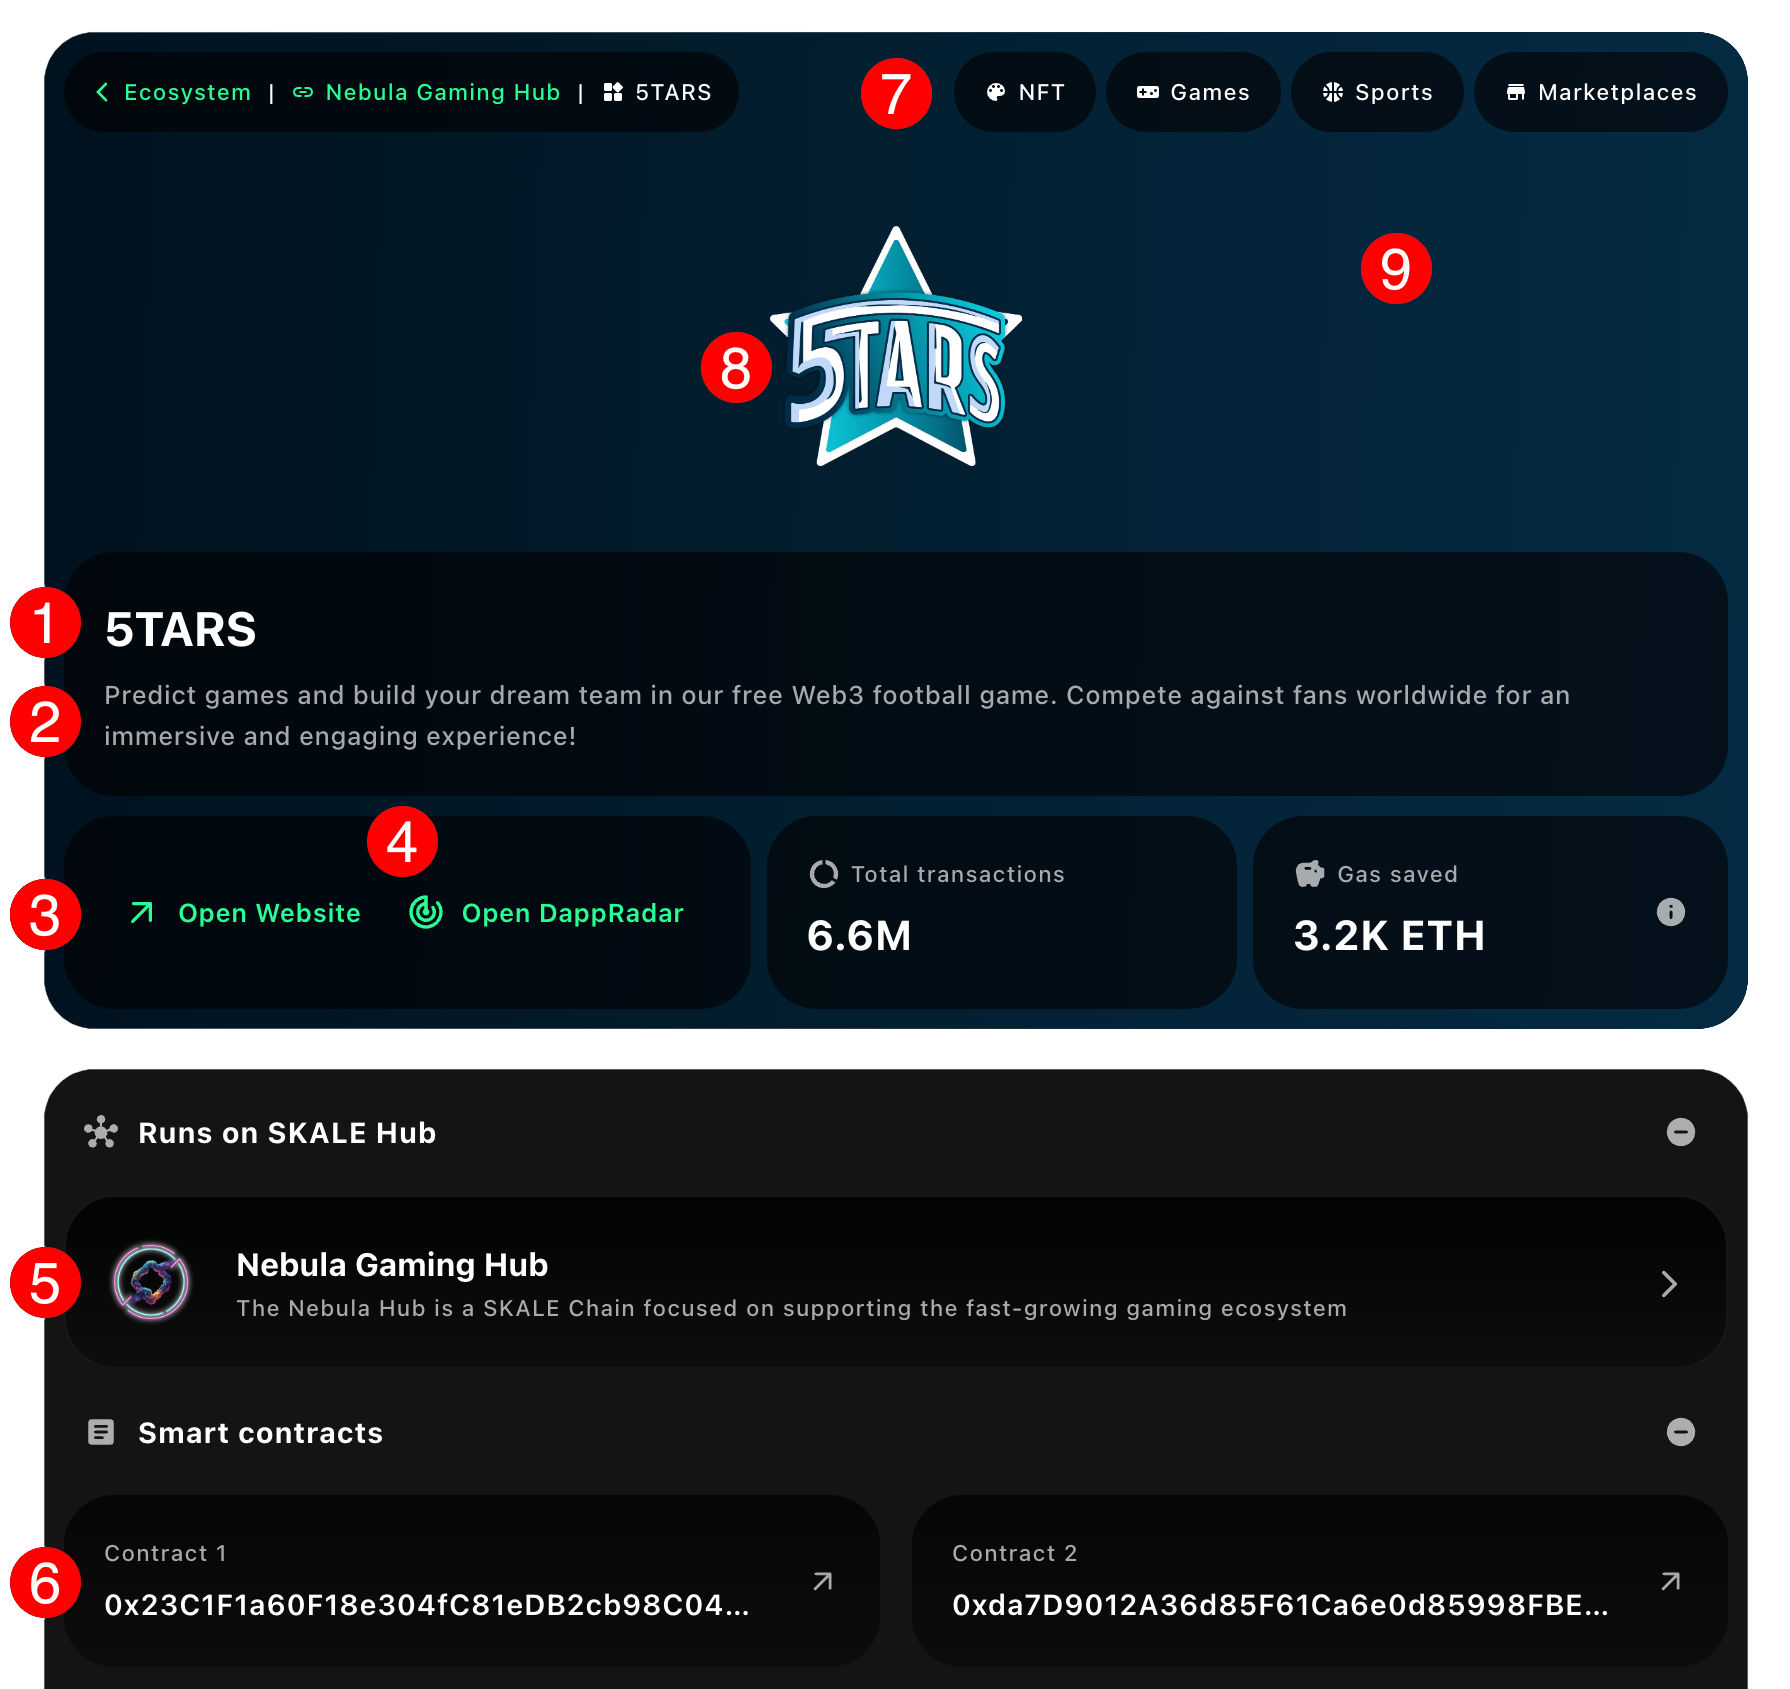 Ecosystem | Nebula Gaming Hub | 5TARS
7
NFT
Games
Sports
Marketplaces
9
8
5TARS
1
5TARS
2
Predict games and build your dream team in our free Web3 football game. Compete against fans worldwide for an
immersive and engaging experience!
4
3
Open Website
Open DappRadar
Total transactions
6.6M
Gas saved
3.2K ETH
Runs on SKALE Hub
5
Nebula Gaming Hub
The Nebula Hub is a SKALE Chain focused on supporting the fast-growing gaming ecosystem
Smart contracts
6
Contract 1
0x23C1F1a60F18e304fC81eDB2cb98C04...
Contract 2
0xda7D9012A36d85F61Ca6e0d85998FBE...